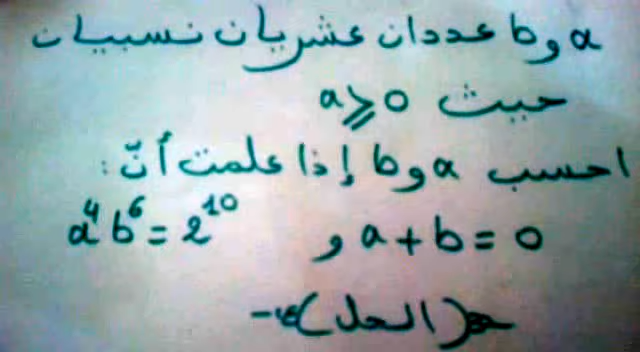 a و b عددان عشريان نسبيان
حيث a ⩾ 0
احسب a و b إذا علمت أنّ:
a + b = 0 و a⁴b⁶ = 2¹⁰
(الحل)